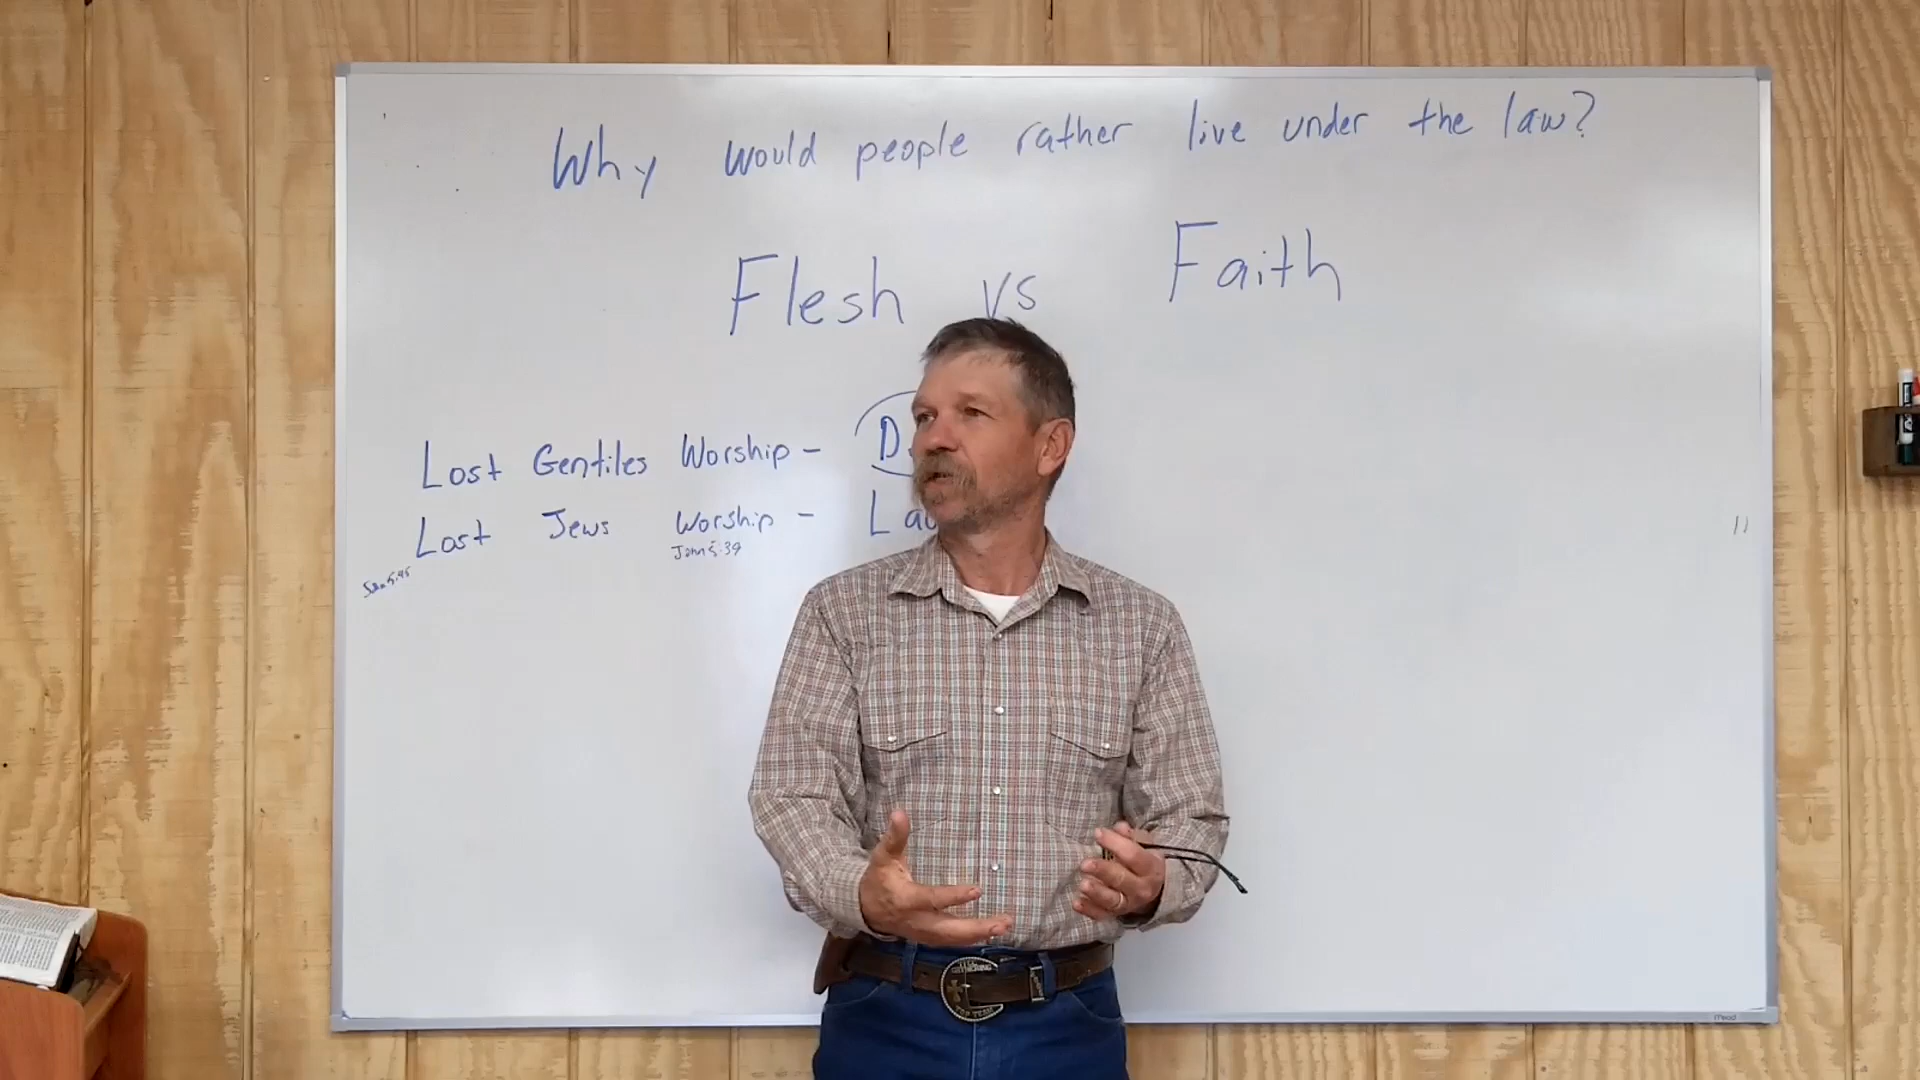 Why would people rather live under the law?
Flesh vs Faith
Lost Gentiles Worship - D
Lost Jews Worship - La
John 5:39